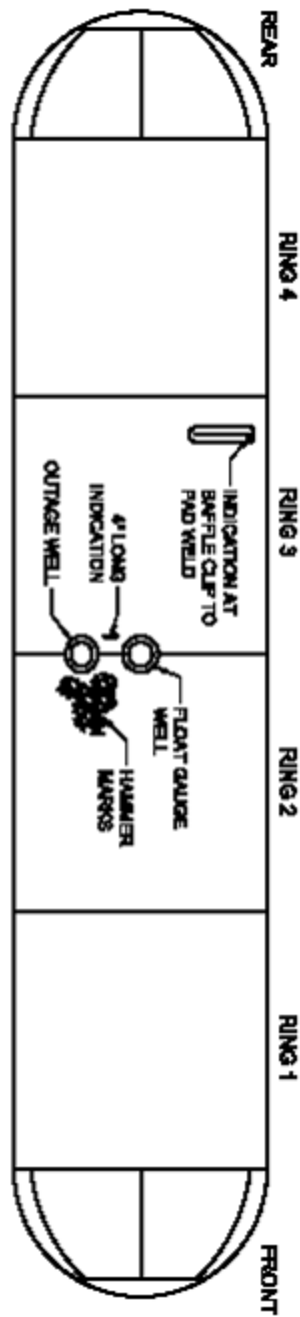 REAR
RING 4
RING 3
RING 2
RING 1
FRONT
INDICATION AT
BAFFLE CLIP TO
PAD WELD
4" LONG
INDICATION
OUTAGE WELL
FLOAT GAUGE
WELL
HAMMER
MARKS